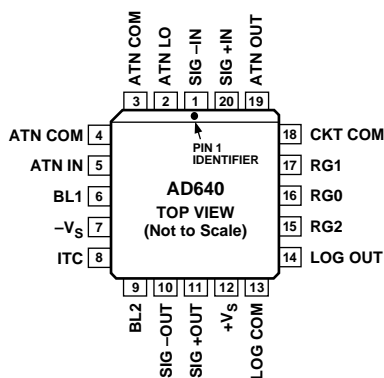 ATN COM
ATN LO
SIG –IN
SIG +IN
ATN OUT
3
2
1
20
19
ATN COM 4
ATN IN 5
BL1 6
–VS 7
ITC 8
PIN 1
IDENTIFIER
AD640
TOP VIEW
(Not to Scale)
18 CKT COM
17 RG1
16 RG0
15 RG2
14 LOG OUT
9
10
11
12
13
BL2
SIG –OUT
SIG +OUT
+VS
LOG COM